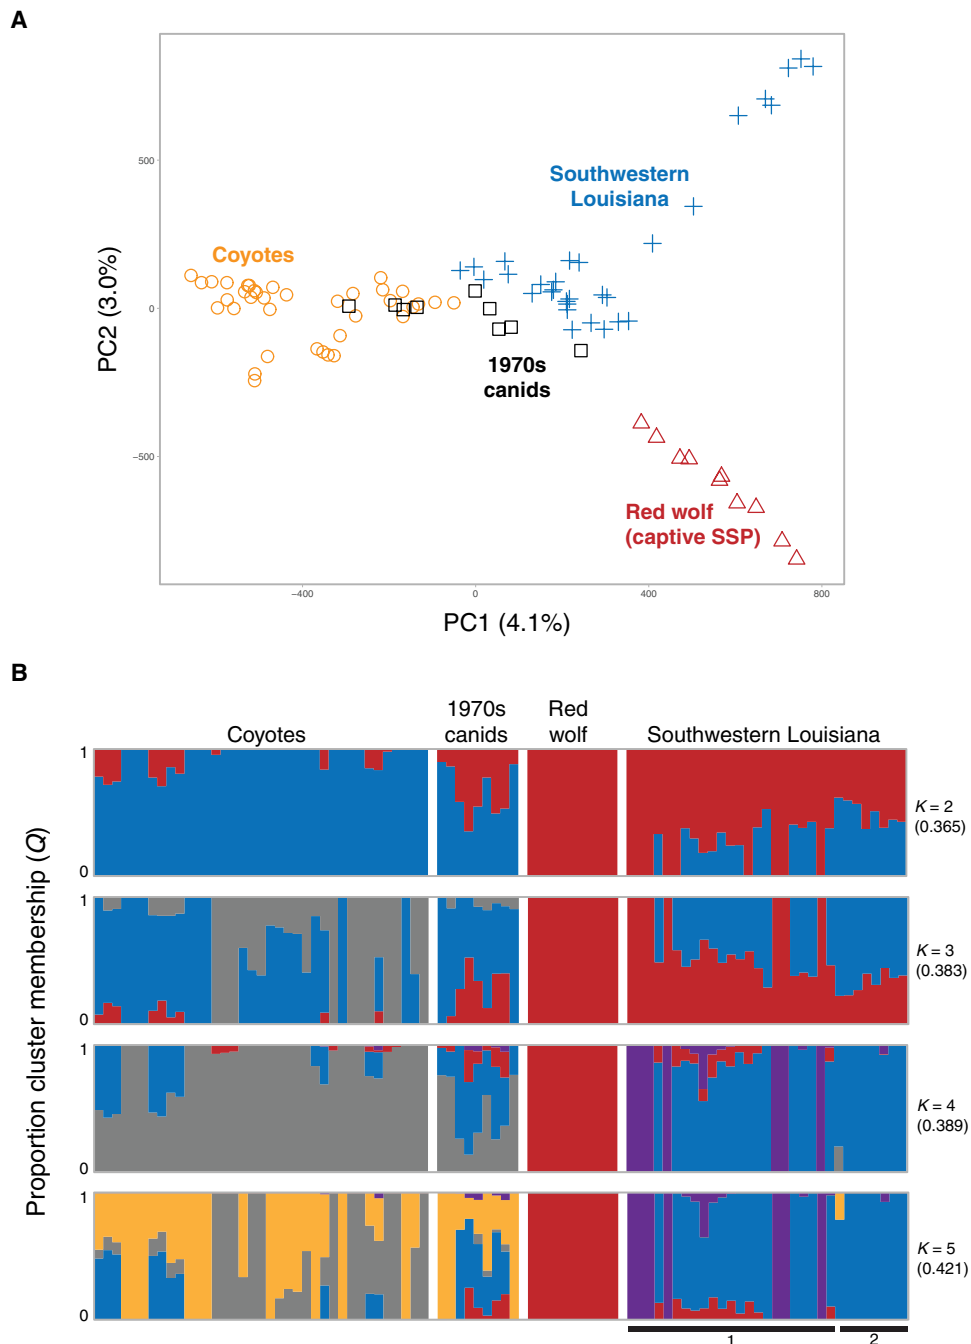 A
PC2 (3.0%)
500
0
−500
Southwestern
Louisiana
Coyotes
1970s
canids
Red wolf
(captive SSP)
−400
0
400
800
PC1 (4.1%)
B
Proportion cluster membership (Q)
Coyotes
1970s
canids
Red
wolf
Southwestern Louisiana
1
0
K = 2
(0.365)
1
0
K = 3
(0.383)
1
0
K = 4
(0.389)
1
0
K = 5
(0.421)
1
2